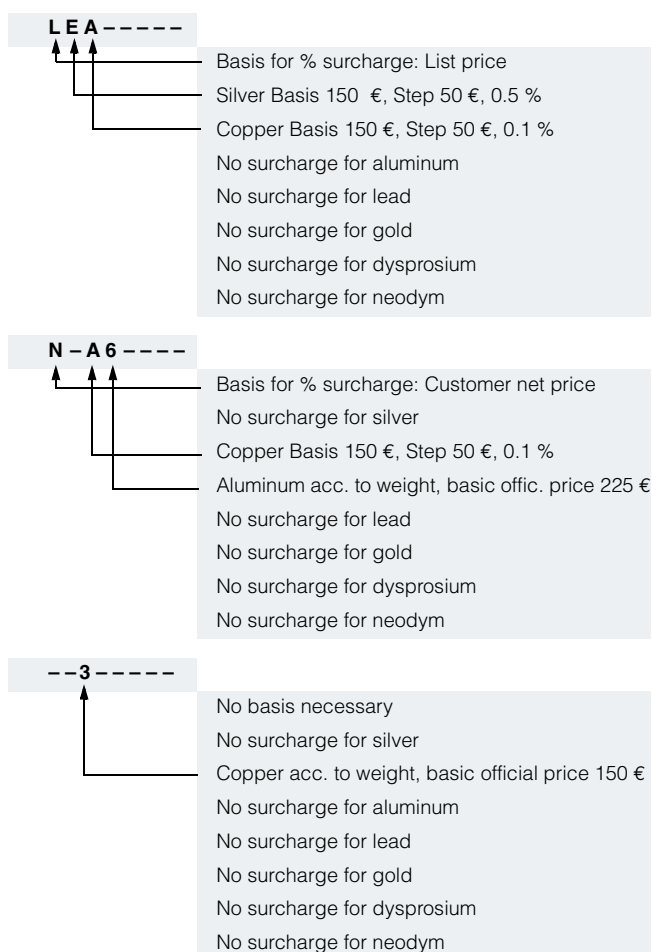 L E A – – – – –
Basis for % surcharge: List price
Silver Basis 150 €, Step 50 €, 0.5 %
Copper Basis 150 €, Step 50 €, 0.1 %
No surcharge for aluminum
No surcharge for lead
No surcharge for gold
No surcharge for dysprosium
No surcharge for neodym
N – A 6 – – – –
Basis for % surcharge: Customer net price
No surcharge for silver
Copper Basis 150 €, Step 50 €, 0.1 %
Aluminum acc. to weight, basic offic. price 225 €
No surcharge for lead
No surcharge for gold
No surcharge for dysprosium
No surcharge for neodym
– – 3 – – – – –
No basis necessary
No surcharge for silver
Copper acc. to weight, basic official price 150 €
No surcharge for aluminum
No surcharge for lead
No surcharge for gold
No surcharge for dysprosium
No surcharge for neodym